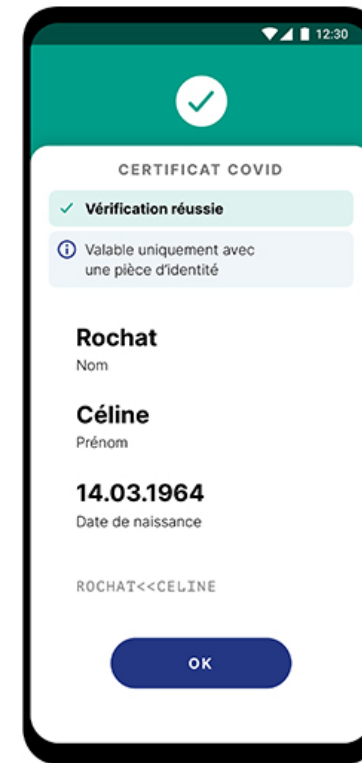 12:30
CERTIFICAT COVID
Vérification réussie
Valable uniquement avec
une pièce d'identité
Rochat
Nom
Céline
Prénom
14.03.1964
Date de naissance
ROCHAT<<CELINE
OK